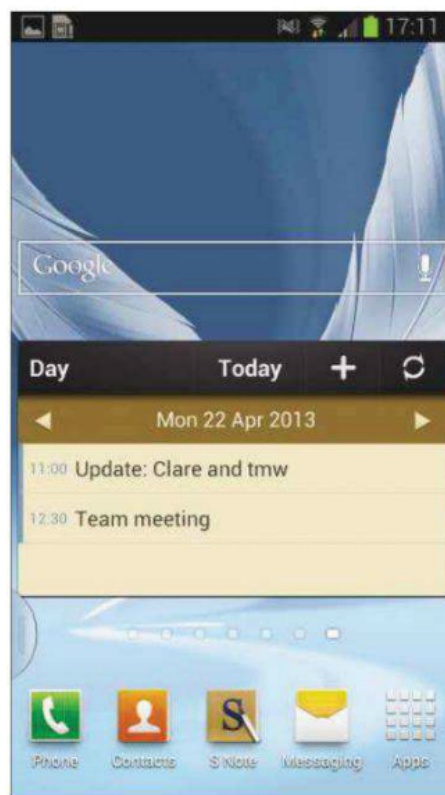 17:11
Google
Day Today +
Mon 22 Apr 2013
11:00 Update: Clare and tmw
12:30 Team meeting
Phone Contacts S Note Messaging Apps